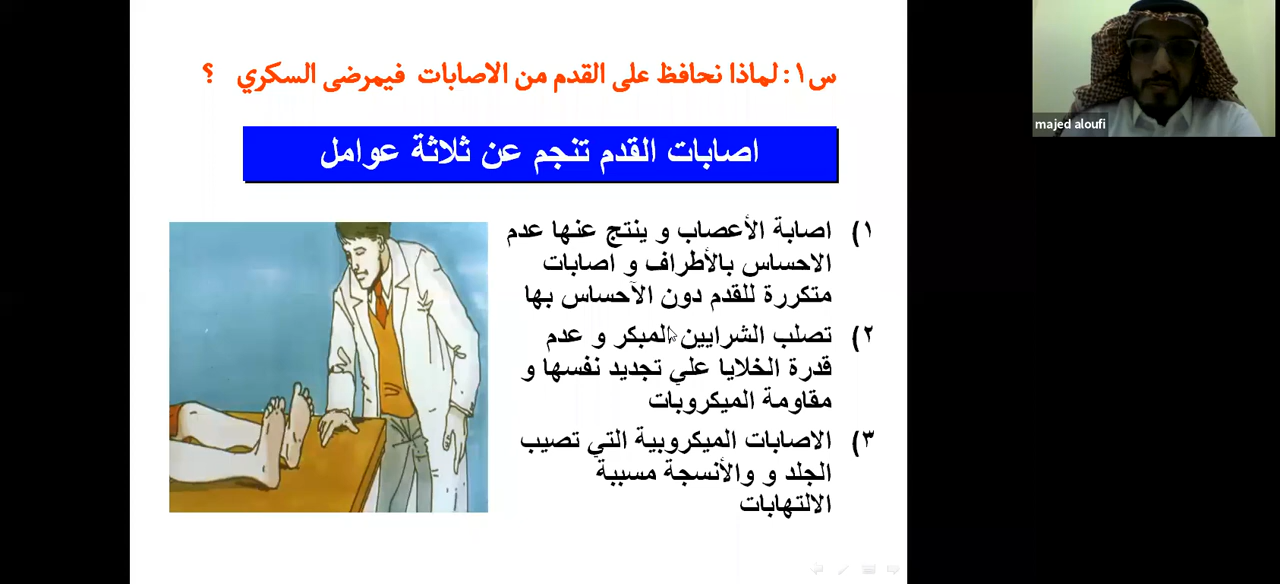 س١: لماذا نحافظ على القدم من الاصابات فيمرضى السكري ؟
majed aloufi
اصابات القدم تنجم عن ثلاثة عوامل
١) اصابة الأعصاب و ينتج عنها عدم
الاحساس بالأطراف و اصابات
متكررة للقدم دون الآحساس بها
٢) تصلب الشرايين المبكر و عدم
قدرة الخلايا علي تجديد نفسها و
مقاومة الميكروبات
٣) الاصابات الميكروبية التي تصيب
الجلد و والأنسجة مسببة
الالتهابات